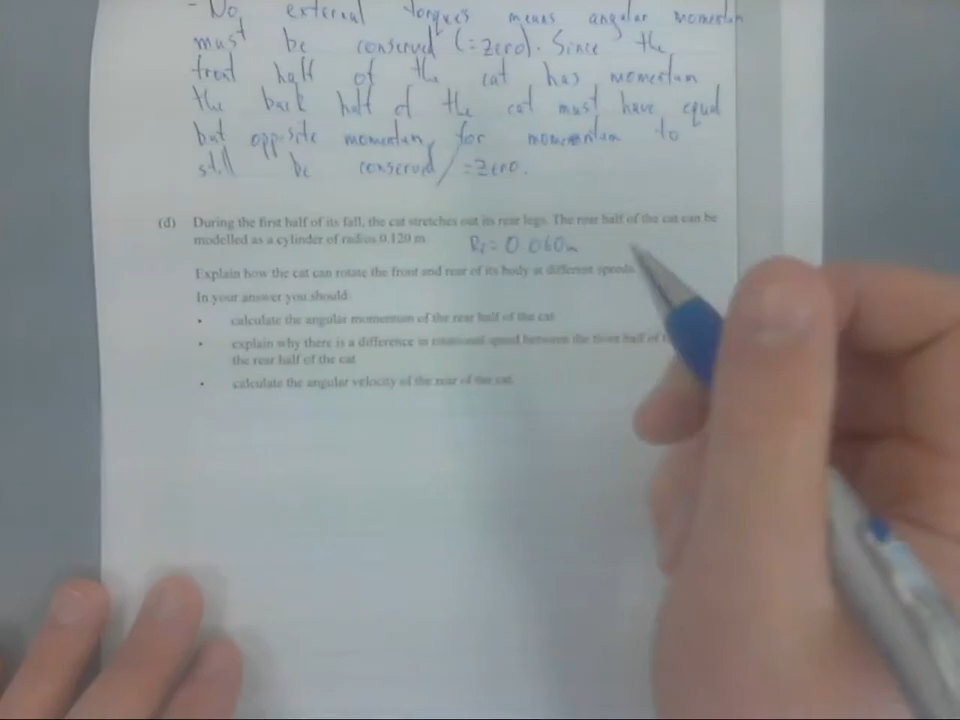 - No external torques means angular momentum
must be conserved (=zero). Since the
front half of the cat has momentum
the back half of the cat must have equal
but opposite momentum, for momentum to
still be conserved/=zero.
(d) During the first half of its fall, the cat stretches out its rear legs. The rear half of the cat can be
modelled as a cylinder of radius 0.120 m
= 0.060m
Explain how the cat can rotate the front and rear of its body at different speeds.
In your answer you should:
• calculate the angular momentum of the rear half of the cat
• explain why there is a difference in rotational speed between the front half of
the rear half of the cat
• calculate the angular velocity of the rear of the cat.